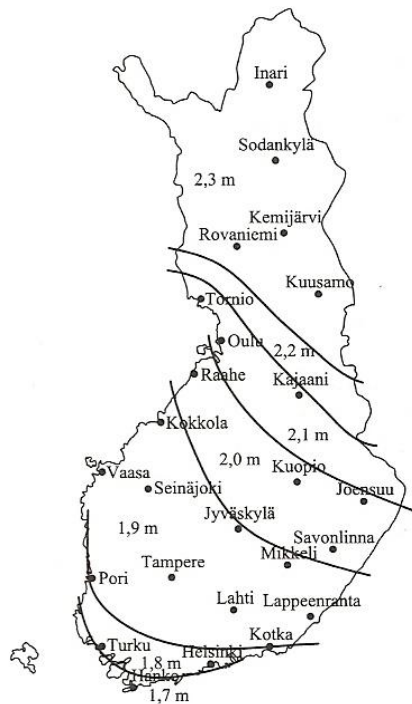 Inari
Sodankylä
2,3 m
Kemijärvi
Rovaniemi
Kuusamo
Tornio
Oulu
2,2 m
Raahe
Kajaani
2,1 m
Kokkola
2,0 m
Kuopio
Vaasa
Seinäjoki
Joensuu
Jyväskylä
1,9 m
Savonlinna
Mikkeli
Tampere
Pori
Lahti
Lappeenranta
Turku
Kotka
Helsinki
1,8 m
Hanko
1,7 m